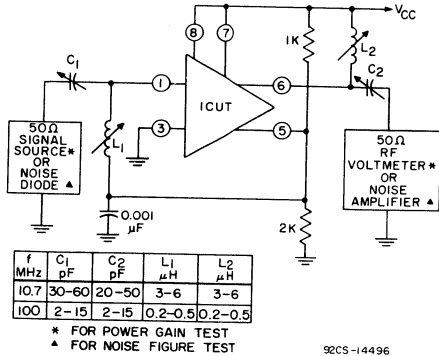 VCC
8
7
1K
L2
C1
C2
1
6
ICUT
3
5
L1
50Ω
SIGNAL
SOURCE*
OR
NOISE
DIODE ▲
50Ω
RF
VOLTMETER*
OR
NOISE
AMPLIFIER ▲
0.001
μF
2K
f MHz C1 pF C2 pF L1 μH L2 μH
10.7 30-60 20-50 3-6 3-6
100 2-15 2-15 0.2-0.5 0.2-0.5
* FOR POWER GAIN TEST
▲ FOR NOISE FIGURE TEST
92CS-14496